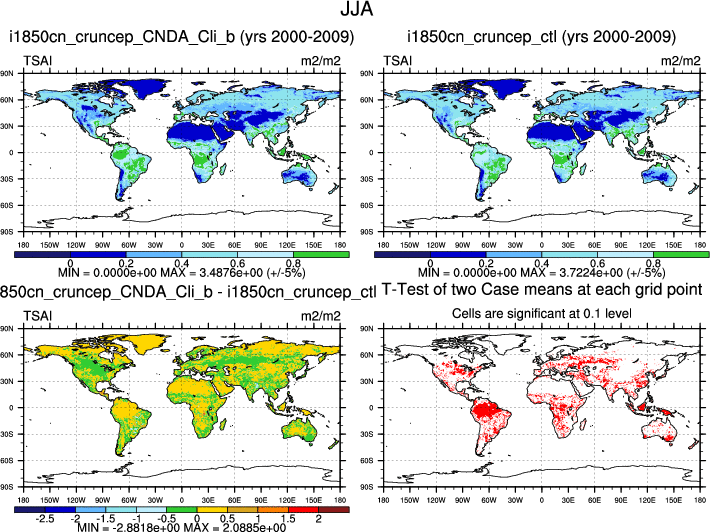 JJA
i1850cn_cruncep_CNDA_Cli_b (yrs 2000-2009)
TSAI m2/m2
90N
60N
30N
0
30S
60S
90S
180 150W 120W 90W 60W 30W 0 30E 60E 90E 120E 150E 180
0 0.2 0.4 0.6 0.8
MIN = 0.0000e+00 MAX = 3.4876e+00 (+/-5%)
i1850cn_cruncep_ctl (yrs 2000-2009)
TSAI m2/m2
90N
60N
30N
0
30S
60S
90S
180 150W 120W 90W 60W 30W 0 30E 60E 90E 120E 150E 180
0 0.2 0.4 0.6 0.8
MIN = 0.0000e+00 MAX = 3.7224e+00 (+/-5%)
850cn_cruncep_CNDA_Cli_b - i1850cn_cruncep_ctl
TSAI m2/m2
90N
60N
30N
0
30S
60S
90S
180 150W 120W 90W 60W 30W 0 30E 60E 90E 120E 150E 180
-2.5 -2 -1.5 -1 -.5 0 0.5 1 1.5 2
MIN = -2.8818e+00 MAX = 2.0885e+00
T-Test of two Case means at each grid point
Cells are significant at 0.1 level
90N
60N
30N
0
30S
60S
90S
180 150W 120W 90W 60W 30W 0 30E 60E 90E 120E 150E 180